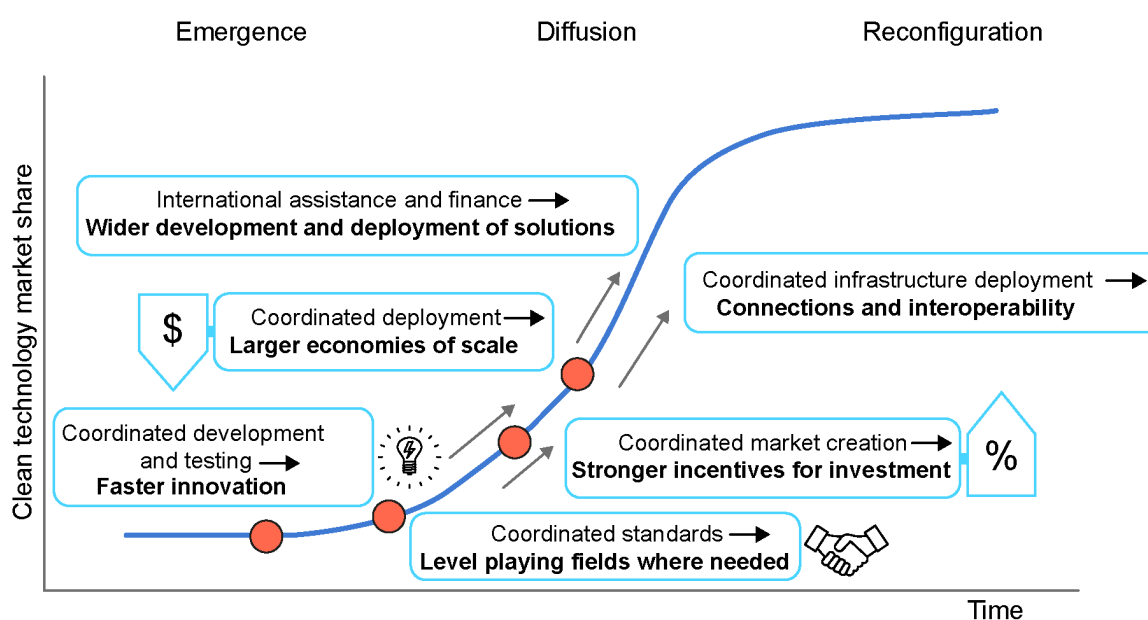 Emergence
Diffusion
Reconfiguration
Clean technology market share
International assistance and finance →
Wider development and deployment of solutions
Coordinated infrastructure deployment →
Connections and interoperability
$
Coordinated deployment →
Larger economies of scale
Coordinated development
and testing →
Faster innovation
Coordinated market creation →
Stronger incentives for investment
%
Coordinated standards →
Level playing fields where needed
Time